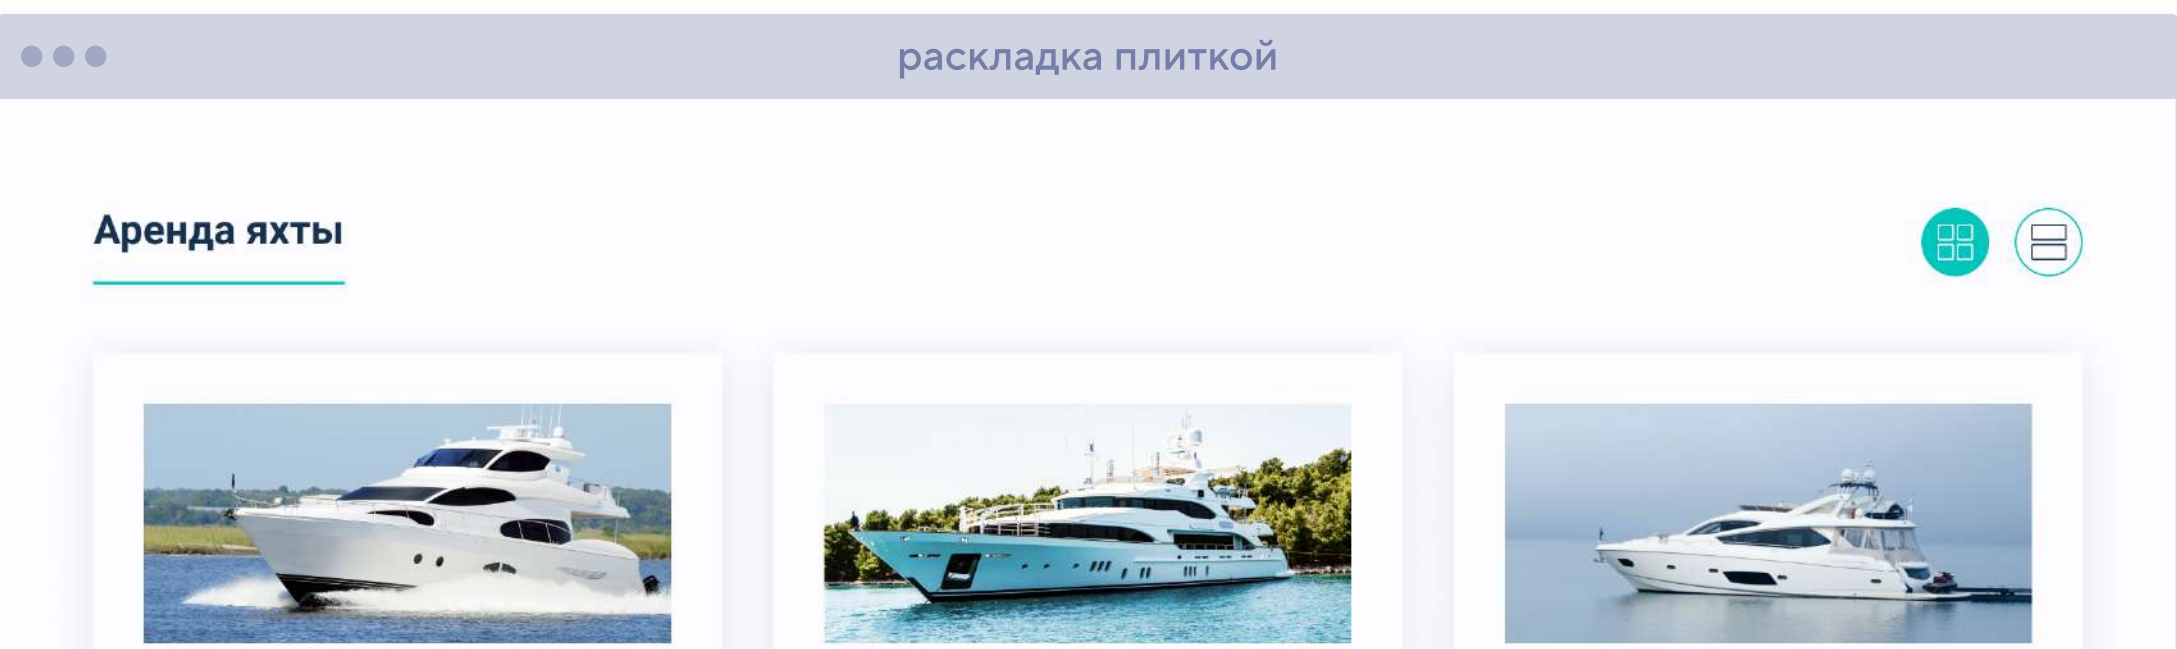 раскладка плиткой
Аренда яхты